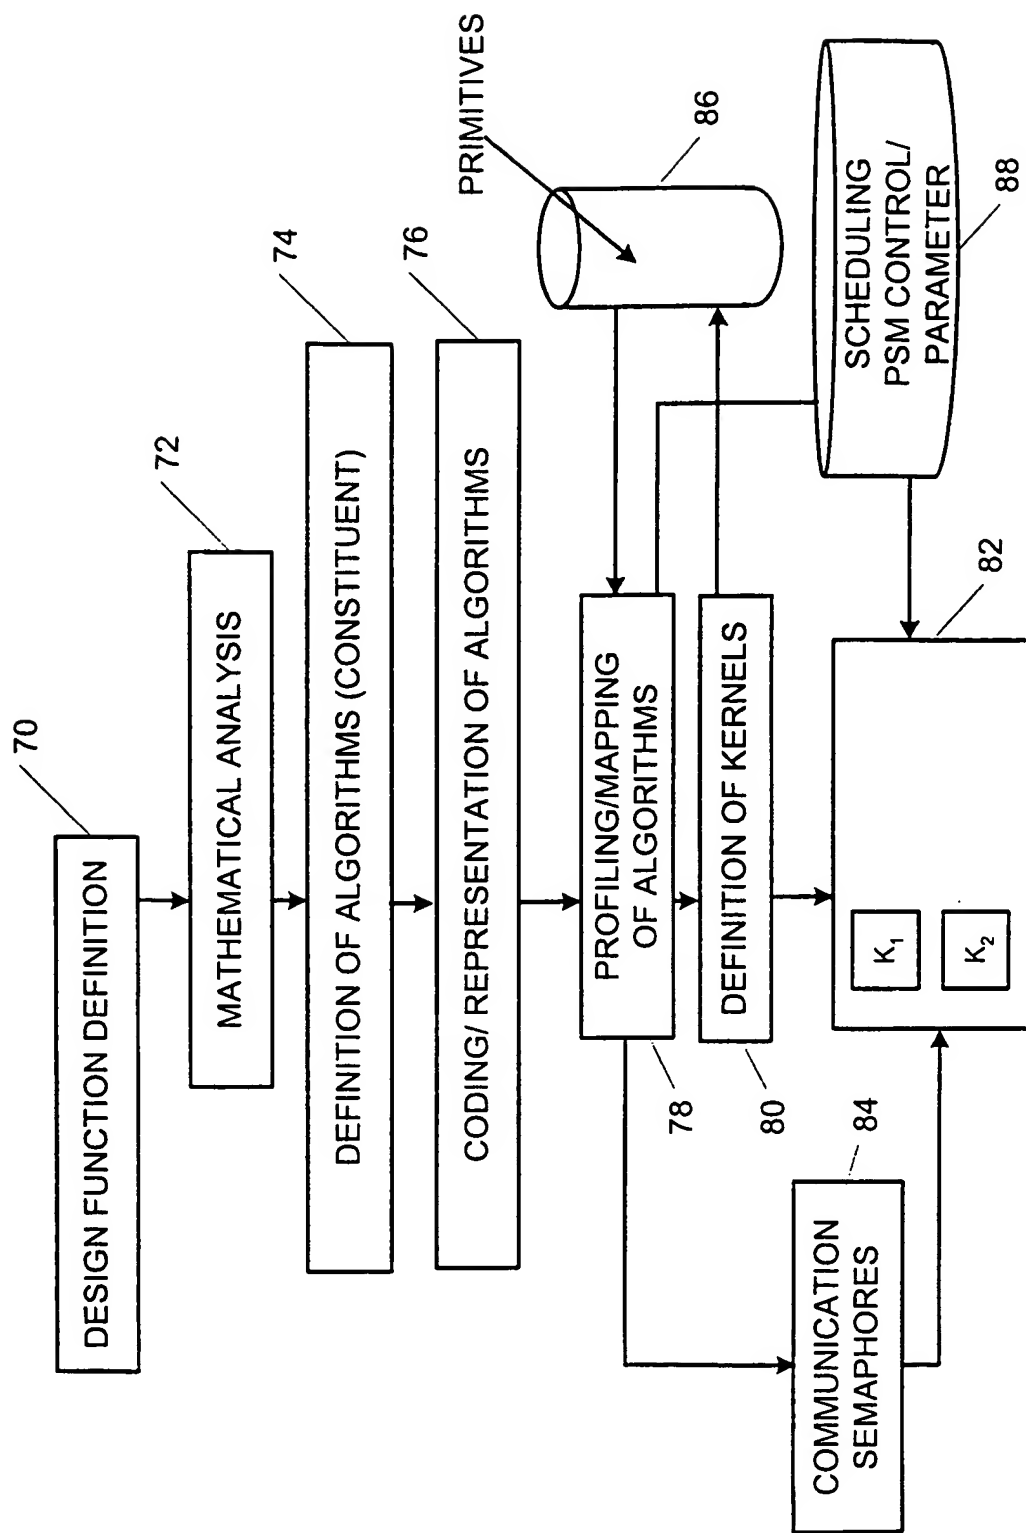 70
DESIGN FUNCTION DEFINITION
72
MATHEMATICAL ANALYSIS
74
DEFINITION OF ALGORITHMS (CONSTITUENT)
76
CODING/ REPRESENTATION OF ALGORITHMS
PRIMITIVES
86
PROFILING/MAPPING
OF ALGORITHMS
78
DEFINITION OF KERNELS
80
SCHEDULING
PSM CONTROL/
PARAMETER
88
COMMUNICATION
SEMAPHORES
84
82
K1
K2